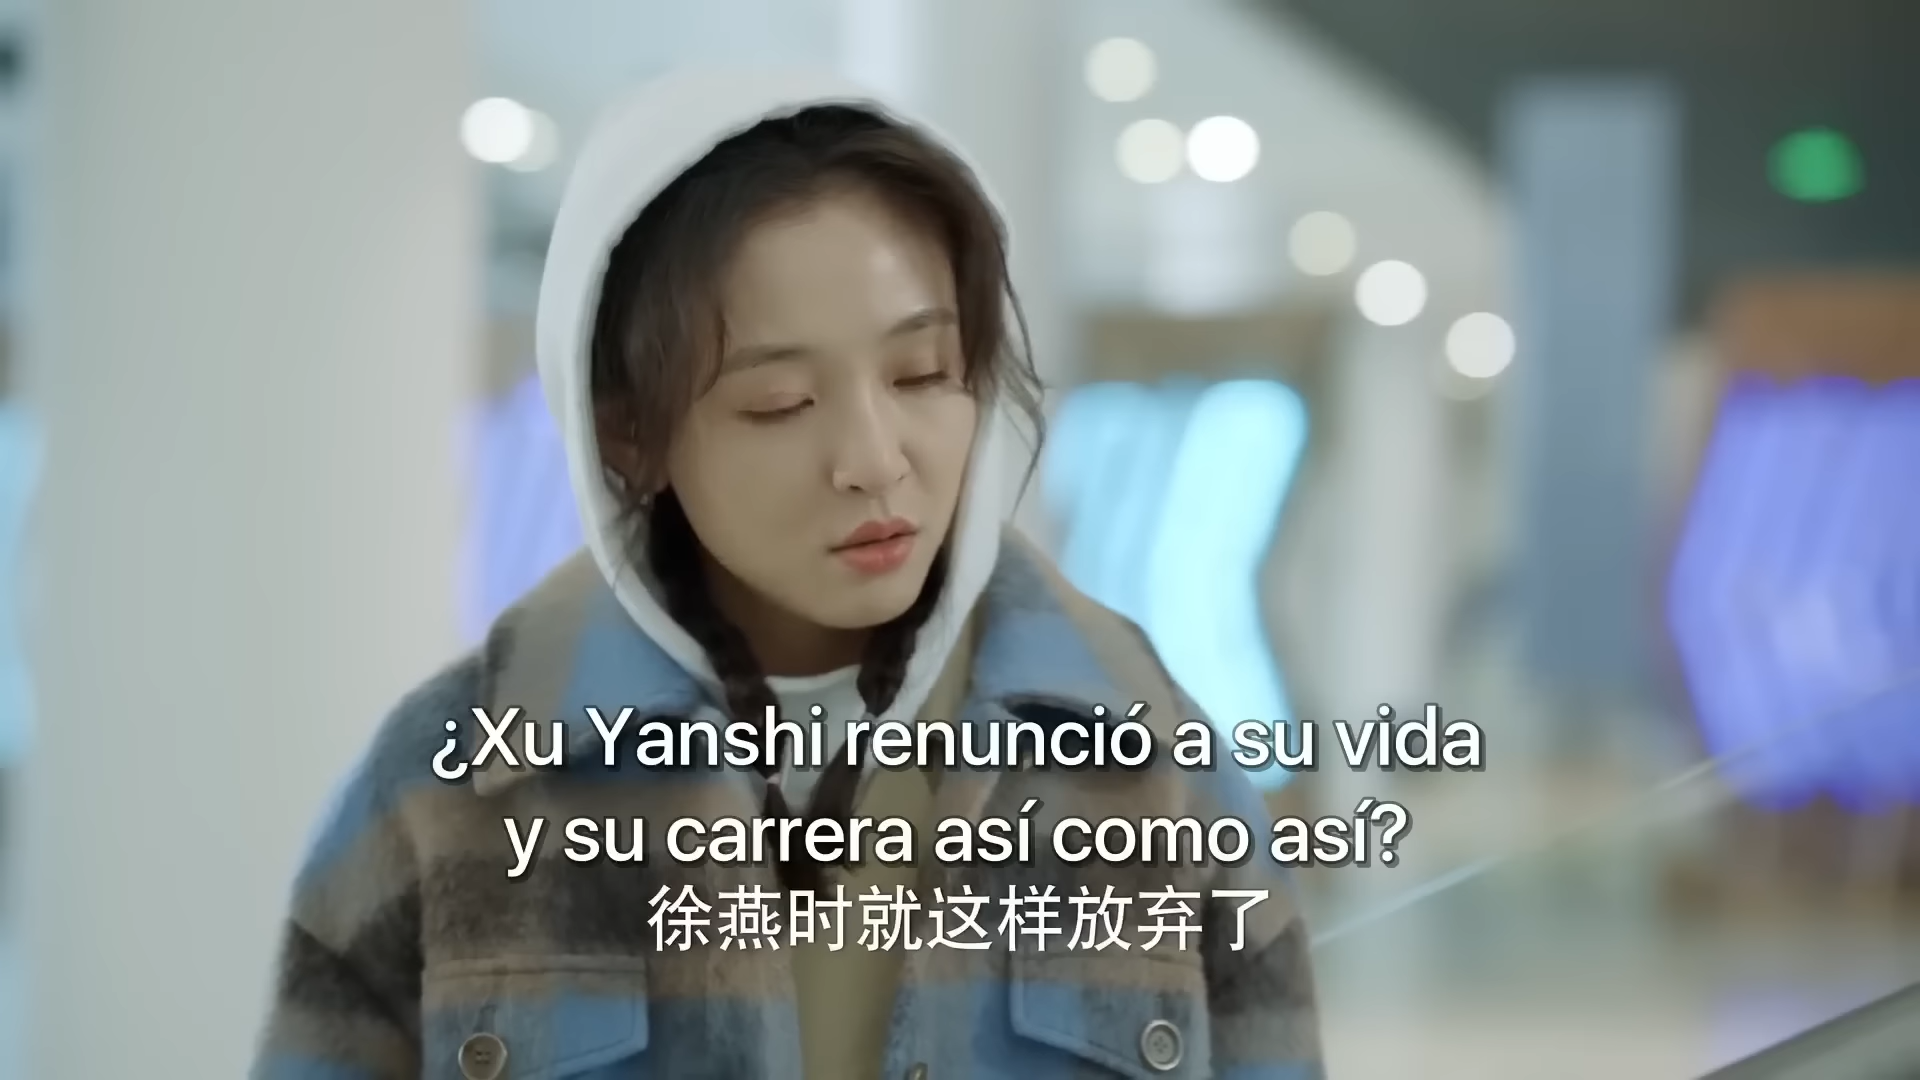 ¿Xu Yanshi renunció a su vida
y su carrera así como así?
徐燕时就这样放弃了